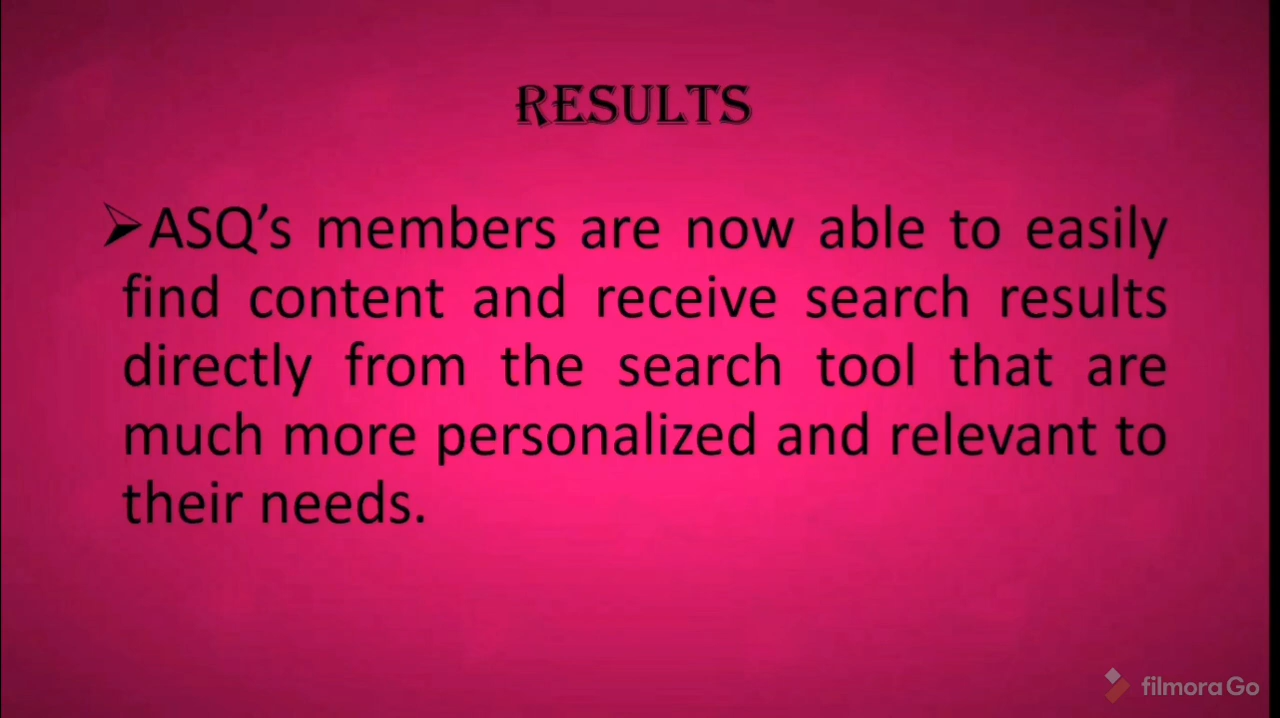 RESULTS
➢ASQ’s members are now able to easily
find content and receive search results
directly from the search tool that are
much more personalized and relevant to
their needs.
filmoraGo